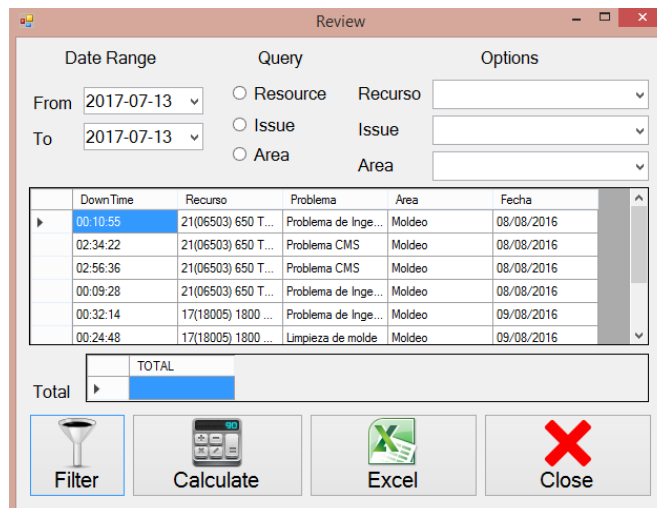 Review
Date Range Query Options
From 2017-07-13 Resource Recurso
To 2017-07-13 Issue Issue
Area Area
DownTime Recurso Problema Area Fecha
00:10:55 21(06503) 650 T... Problema de Inge... Moldeo 08/08/2016
02:34:22 21(06503) 650 T... Problema CMS Moldeo 08/08/2016
02:56:36 21(06503) 650 T... Problema CMS Moldeo 08/08/2016
00:09:28 21(06503) 650 T... Problema de Inge... Moldeo 08/08/2016
00:32:14 17(18005) 1800 ... Problema de Inge... Moldeo 09/08/2016
00:24:48 17(18005) 1800 ... Limpieza de molde Moldeo 09/08/2016
TOTAL
Total
90
Filter Calculate Excel Close